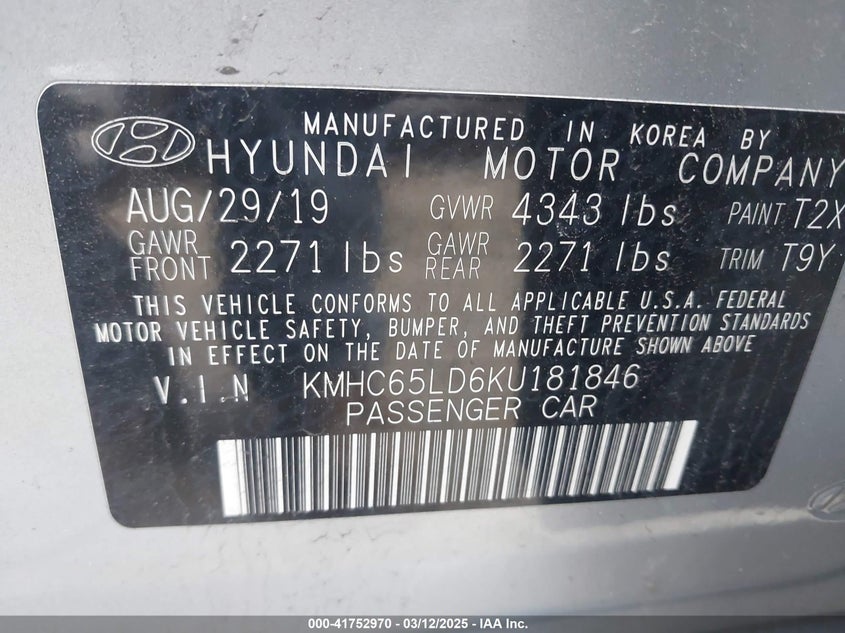 MANUFACTURED IN KOREA BY
HYUNDAI MOTOR COMPANY
AUG/29/19 GVWR 4343 lbs PAINT T2X
GAWR FRONT 2271 lbs GAWR REAR 2271 lbs TRIM T9Y
THIS VEHICLE CONFORMS TO ALL APPLICABLE U.S.A. FEDERAL
MOTOR VEHICLE SAFETY, BUMPER, AND THEFT PREVENTION STANDARDS
IN EFFECT ON THE DATE OF MANUFACTURE SHOWN ABOVE
V.I.N KMHC65LD6KU181846
PASSENGER CAR
000-41752970 - 03/12/2025 - IAA Inc.